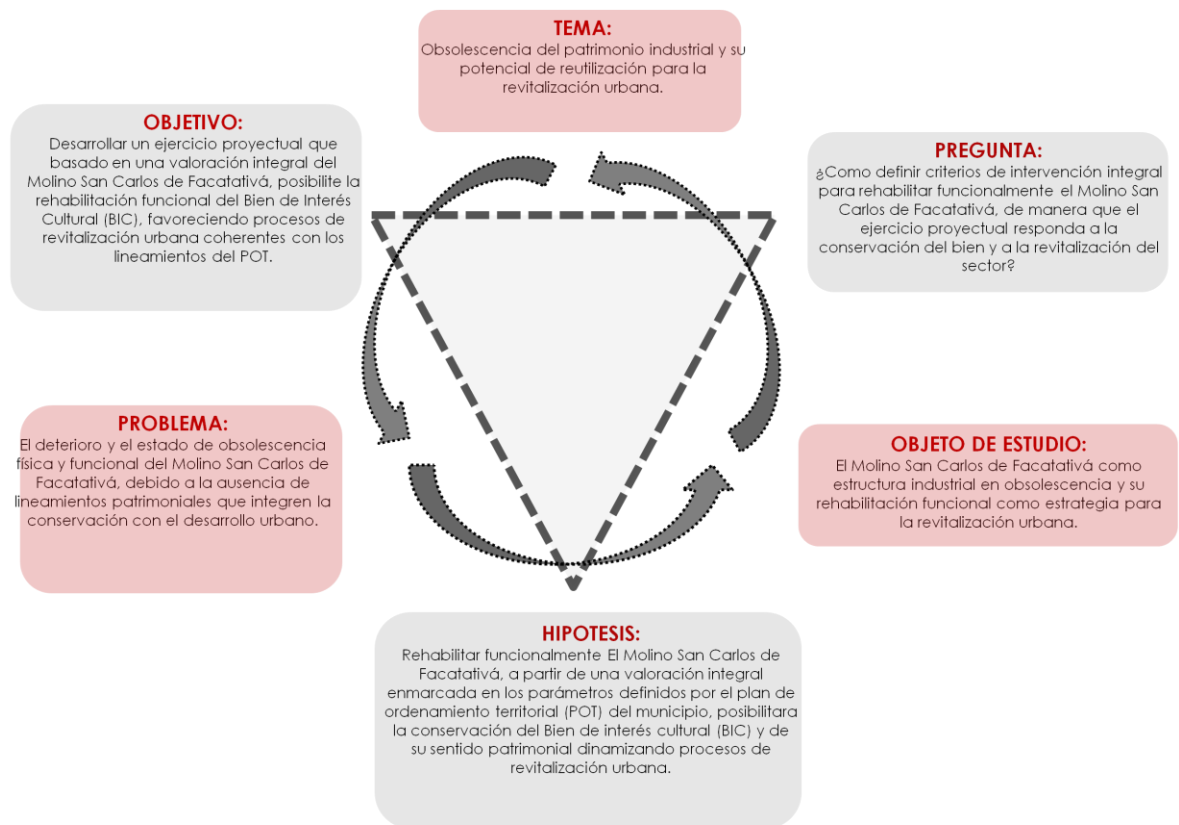 TEMA:
Obsolescencia del patrimonio industrial y su
potencial de reutilización para la
revitalización urbana.
OBJETIVO:
Desarrollar un ejercicio proyectual que
basado en una valoración integral del
Molino San Carlos de Facatativá, posibilite la
rehabilitación funcional del Bien de Interés
Cultural (BIC), favoreciendo procesos de
revitalización urbana coherentes con los
lineamientos del POT.
PREGUNTA:
¿Como definir criterios de intervención integral
para rehabilitar funcionalmente el Molino San
Carlos de Facatativá, de manera que el
ejercicio proyectual responda a la
conservación del bien y a la revitalización del
sector?
PROBLEMA:
El deterioro y el estado de obsolescencia
física y funcional del Molino San Carlos de
Facatativá, debido a la ausencia de
lineamientos patrimoniales que integren la
conservación con el desarrollo urbano.
OBJETO DE ESTUDIO:
El Molino San Carlos de Facatativá como
estructura industrial en obsolescencia y su
rehabilitación funcional como estrategia para
la revitalización urbana.
HIPOTESIS:
Rehabilitar funcionalmente El Molino San Carlos de
Facatativá, a partir de una valoración integral
enmarcada en los parámetros definidos por el plan de
ordenamiento territorial (POT) del municipio, posibilitara
la conservación del Bien de interés cultural (BIC) y de
su sentido patrimonial dinamizando procesos de
revitalización urbana.